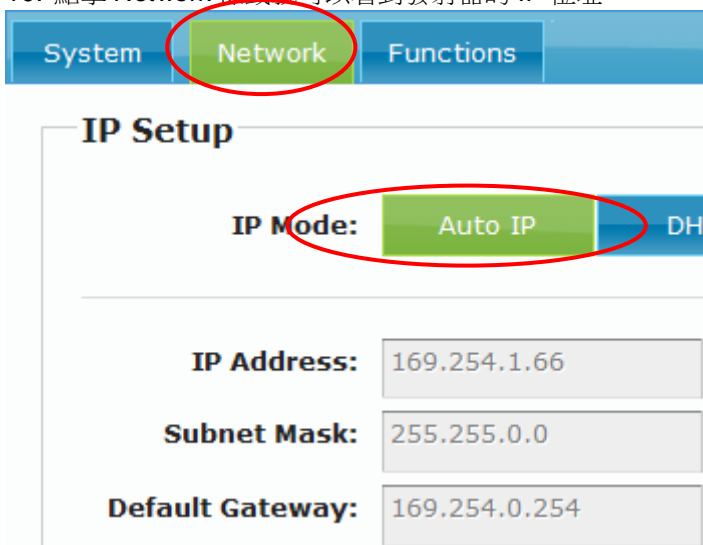 System Network Functions
IP Setup
IP Mode: Auto IP DH
IP Address: 169.254.1.66
Subnet Mask: 255.255.0.0
Default Gateway: 169.254.0.254